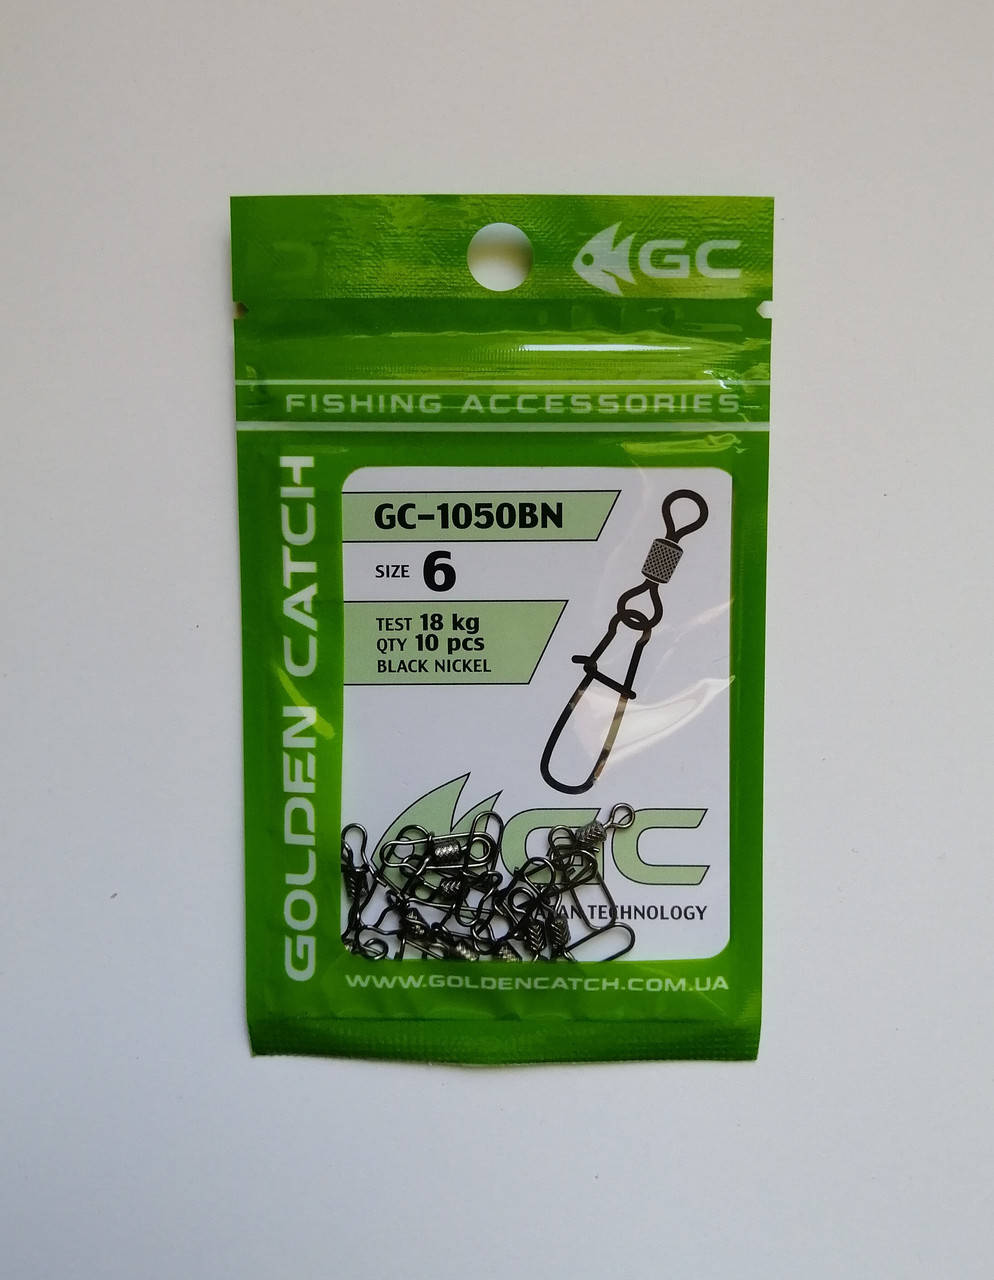 GC
FISHING ACCESSORIES
GOLDEN CATCH
GC-1050BN
SIZE 6
TEST 18 kg
QTY 10 pcs
BLACK NICKEL
GC
TECHNOLOGY
WWW.GOLDENCATCH.COM.UA